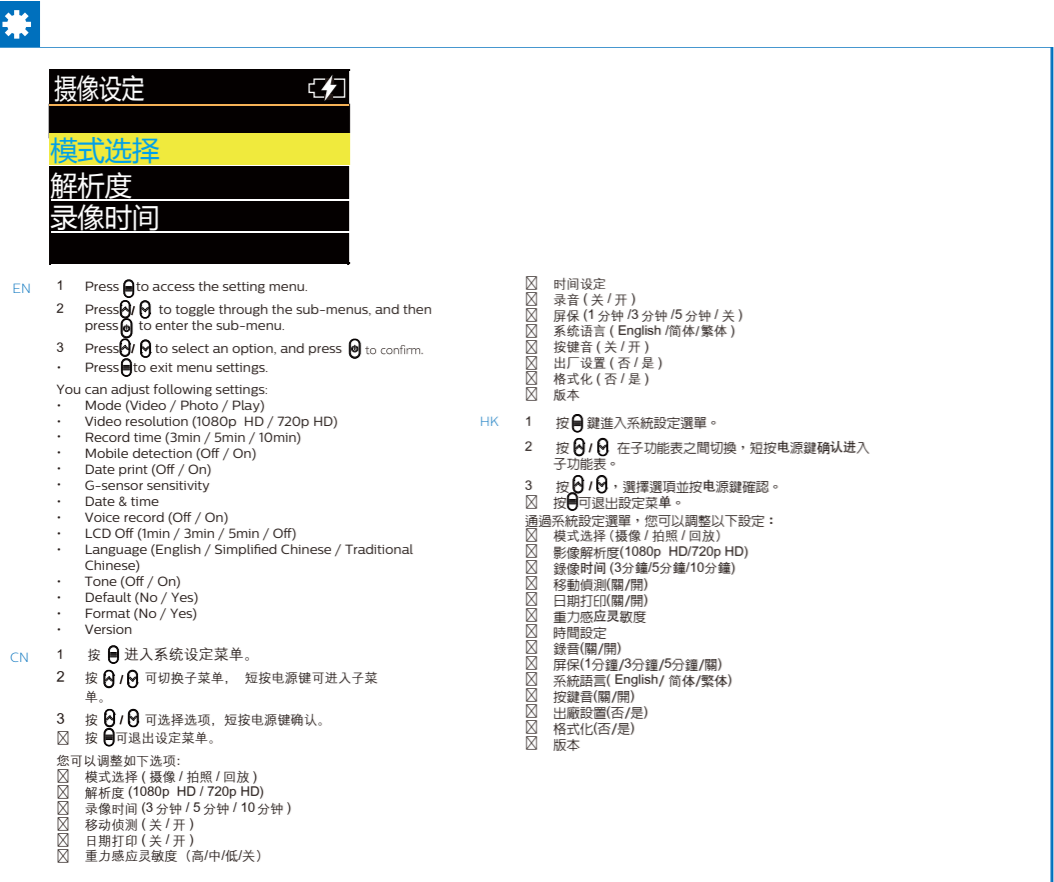 摄像设定
模式选择
解析度
录像时间
EN
1 Press to access the setting menu.
2 Press / to toggle through the sub-menus, and then
press to enter the sub-menu.
3 Press / to select an option, and press to confirm.
· Press to exit menu settings.
You can adjust following settings:
· Mode (Video / Photo / Play)
· Video resolution (1080p HD / 720p HD)
· Record time (3min / 5min / 10min)
· Mobile detection (Off / On)
· Date print (Off / On)
· G-sensor sensitivity
· Date & time
· Voice record (Off / On)
· LCD Off (1min / 3min / 5min / Off)
· Language (English / Simplified Chinese / Traditional
Chinese)
· Tone (Off / On)
· Default (No / Yes)
· Format (No / Yes)
· Version
CN
1 按 进入系统设定菜单。
2 按 / 可切换子菜单, 短按电源键可进入子菜
单。
3 按 / 可选择选项, 短按电源键确认。
按 可退出设定菜单。
您可以调整如下选项:
模式选择 ( 摄像 / 拍照 / 回放 )
解析度 (1080p HD / 720p HD)
录像时间 (3 分钟 / 5 分钟 / 10 分钟 )
移动侦测 ( 关 / 开 )
日期打印 ( 关 / 开 )
重力感应灵敏度（高/中/低/关）
时间设定
录音 ( 关 / 开 )
屏保 (1 分钟 /3 分钟 /5 分钟 / 关 )
系统语言 ( English /简体/繁体 )
按键音 ( 关 / 开 )
出厂设置 ( 否 / 是 )
格式化 ( 否 / 是 )
版本
HK
1 按 鍵進入系統設定選單。
2 按 / 在子功能表之間切換，短按电源鍵确认进入
子功能表。
3 按 / ，選擇選項並按电源鍵確認。
按 可退出設定菜单。
通過系統設定選單，您可以調整以下設定：
模式选择 (摄像 / 拍照 / 回放)
影像解析度(1080p HD/720p HD)
錄像时间 (3分鐘/5分鐘/10分鐘)
移動偵測(關/開)
日期打印(關/開)
重力感应灵敏度
時間設定
錄音(關/開)
屏保(1分鐘/3分鐘/5分鐘/關)
系統語言( English/ 简体/繁体)
按鍵音(關/開)
出廠設置(否/是)
格式化(否/是)
版本